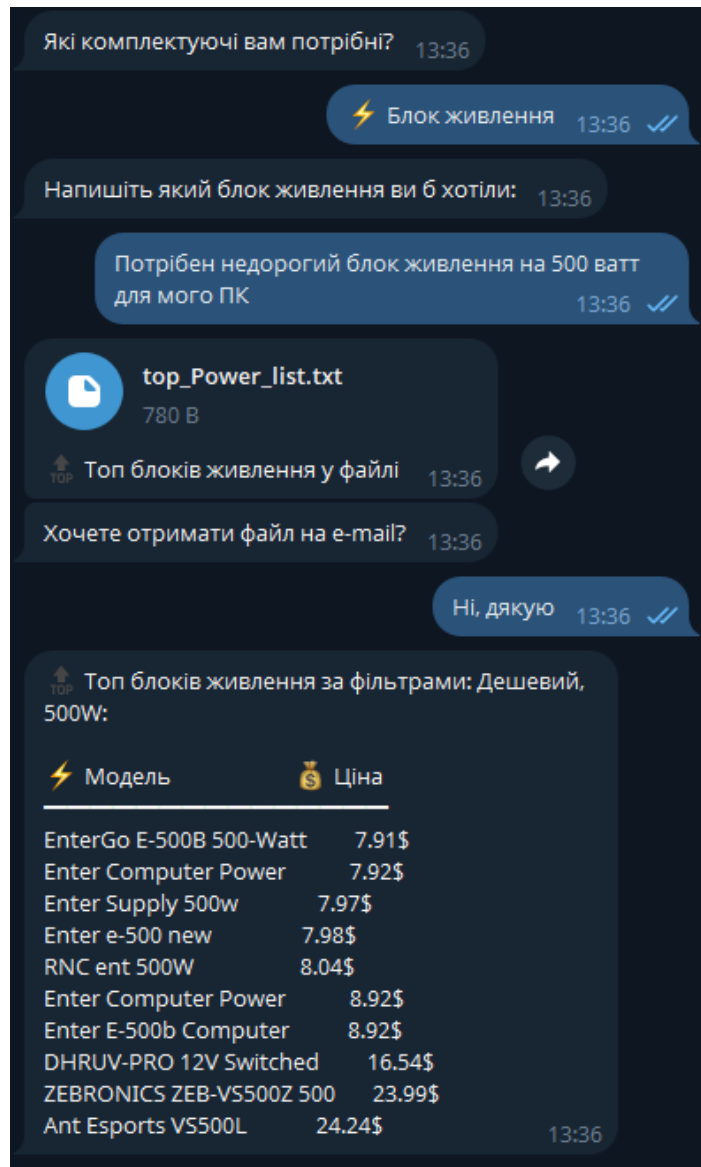 Які комплектуючі вам потрібні? 13:36
⚡ Блок живлення 13:36
Напишіть який блок живлення ви б хотіли: 13:36
Потрібен недорогий блок живлення на 500 ватт
для мого ПК 13:36
top_Power_list.txt
780 B
🔝 Топ блоків живлення у файлі 13:36
Хочете отримати файл на e-mail? 13:36
Ні, дякую 13:36
🔝 Топ блоків живлення за фільтрами: Дешевий,
500W:
⚡ Модель 💰 Ціна
EnterGo E-500B 500-Watt 7.91$
Enter Computer Power 7.92$
Enter Supply 500w 7.97$
Enter e-500 new 7.98$
RNC ent 500W 8.04$
Enter Computer Power 8.92$
Enter E-500b Computer 8.92$
DHRUV-PRO 12V Switched 16.54$
ZEBRONICS ZEB-VS500Z 500 23.99$
Ant Esports VS500L 24.24$ 13:36